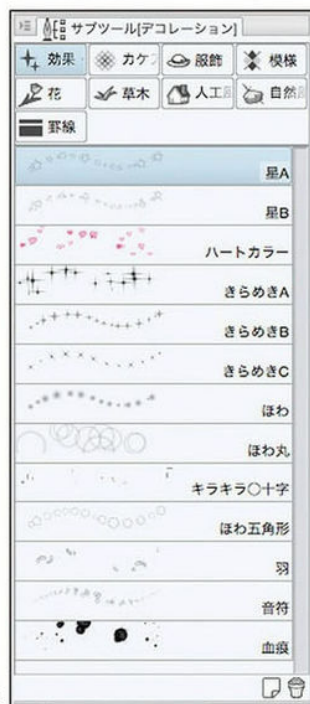 サブツール[デコレーション]
効果 カケ 服飾 模様
花 草木 人工 自然
罫線
星A
星B
ハートカラー
きらめきA
きらめきB
きらめきC
ほわ
ほわ丸
キラキラ○十字
ほわ五角形
羽
音符
血痕